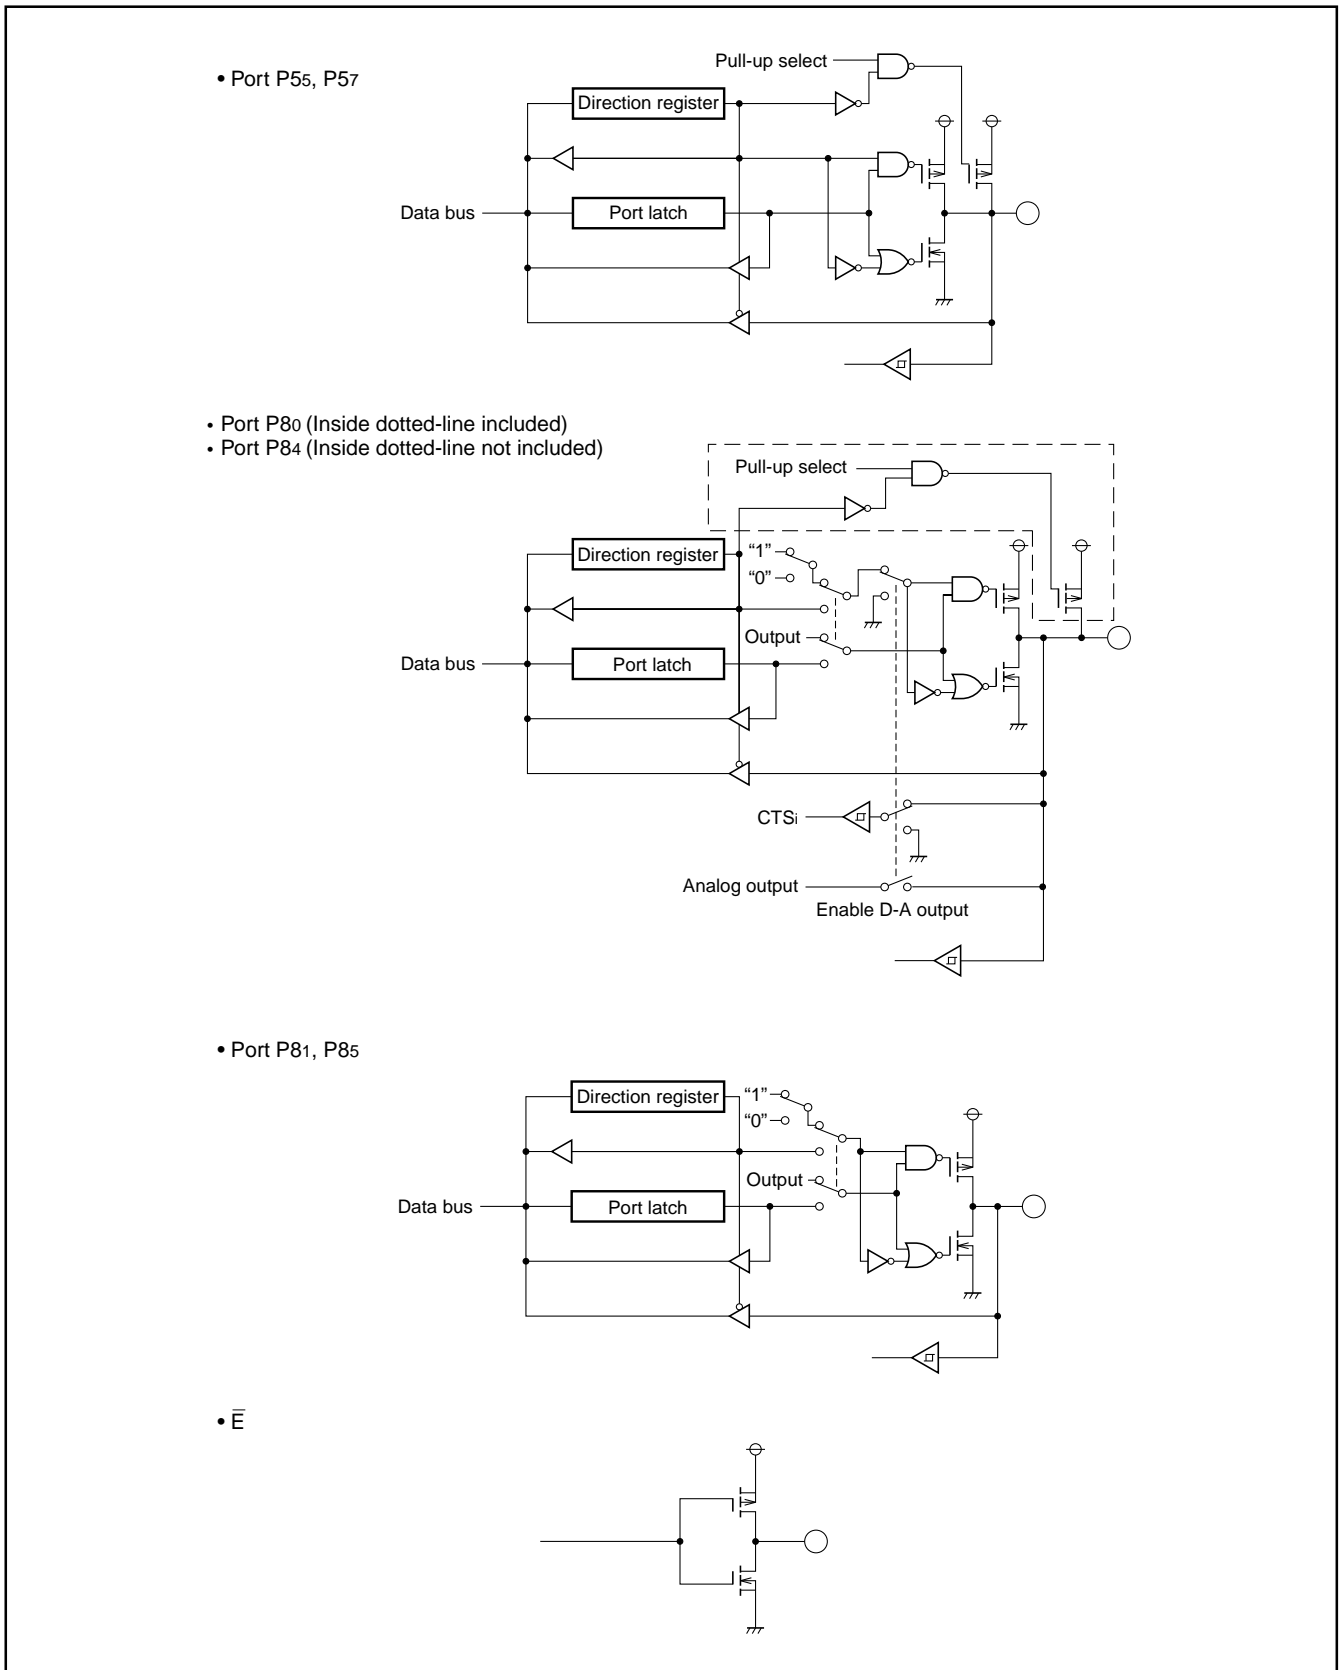 • Port P55, P57
Pull-up select
Direction register
Data bus
Port latch
• Port P80 (Inside dotted-line included)
• Port P84 (Inside dotted-line not included)
Pull-up select
Direction register
“1”
“0”
Output
Data bus
Port latch
CTSi
Analog output
Enable D-A output
• Port P81, P85
Direction register
“1”
“0”
Output
Data bus
Port latch
• E̅